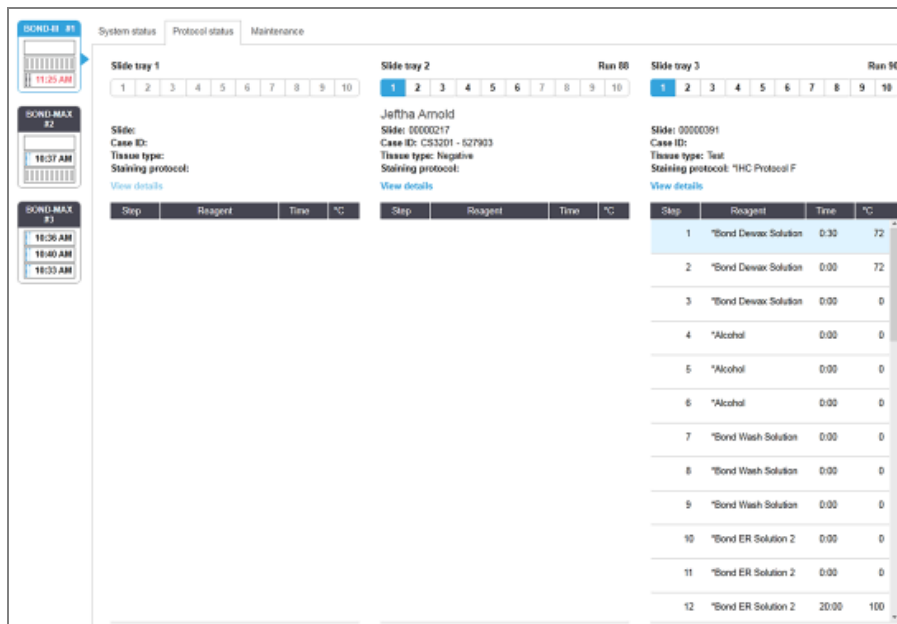 BOND-III #1
11:25 AM
BOND-MAX
#2
10:37 AM
BOND-MAX
#3
10:36 AM
10:40 AM
10:33 AM
System status Protocol status Maintenance
Slide tray 1
1 2 3 4 5 6 7 8 9 10
Slide:
Case ID:
Tissue type:
Staining protocol:
View details
Step Reagent Time °C
Slide tray 2 Run 88
1 2 3 4 5 6 7 8 9 10
Jeftha Arnold
Slide: 00000217
Case ID: CS3201 - 527903
Tissue type: Negative
Staining protocol:
View details
Step Reagent Time °C
Slide tray 3 Run 90
1 2 3 4 5 6 7 8 9 10
Slide: 00000391
Case ID:
Tissue type: Test
Staining protocol: *IHC Protocol F
View details
Step Reagent Time °C
1 *Bond Dewax Solution 0:30 72
2 *Bond Dewax Solution 0:00 72
3 *Bond Dewax Solution 0:00 0
4 *Alcohol 0:00 0
5 *Alcohol 0:00 0
6 *Alcohol 0:00 0
7 *Bond Wash Solution 0:00 0
8 *Bond Wash Solution 0:00 0
9 *Bond Wash Solution 0:00 0
10 *Bond ER Solution 2 0:00 0
11 *Bond ER Solution 2 0:00 0
12 *Bond ER Solution 2 20:00 100